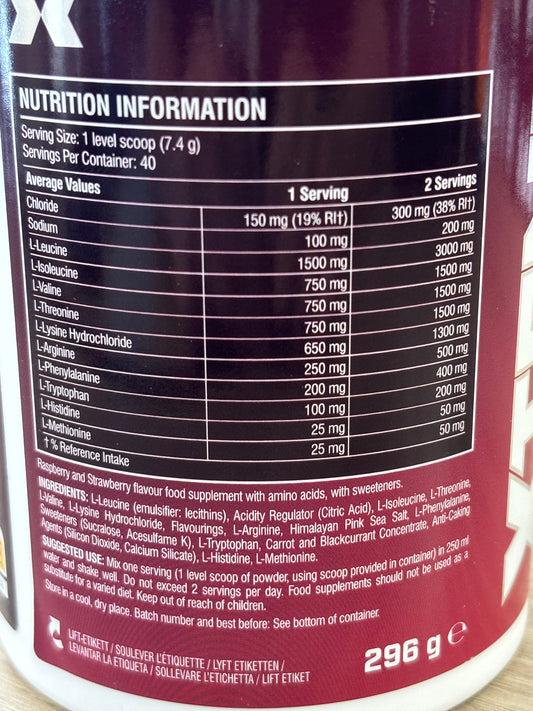 X
NUTRITION INFORMATION
Serving Size: 1 level scoop (7.4 g)
Servings Per Container: 40
Average Values 1 Serving 2 Servings
Chloride 150 mg (19% RI†) 300 mg (38% RI†)
Sodium 100 mg 200 mg
L-Leucine 1500 mg 3000 mg
L-Isoleucine 750 mg 1500 mg
L-Valine 750 mg 1500 mg
L-Threonine 750 mg 1500 mg
L-Lysine Hydrochloride 650 mg 1300 mg
L-Arginine 250 mg 500 mg
L-Phenylalanine 200 mg 400 mg
L-Tryptophan 100 mg 200 mg
L-Histidine 25 mg 50 mg
L-Methionine 25 mg 50 mg
† % Reference Intake
Raspberry and Strawberry flavour food supplement with amino acids, with sweeteners.
INGREDIENTS: L-Leucine (emulsifier: lecithins), Acidity Regulator (Citric Acid), L-Isoleucine, L-Threonine,
L-Valine, L-Lysine Hydrochloride, Flavourings, L-Arginine, Himalayan Pink Sea Salt, L-Phenylalanine,
Sweeteners (Sucralose, Acesulfame K), L-Tryptophan, Carrot and Blackcurrant Concentrate, Anti-Caking
Agents (Silicon Dioxide, Calcium Silicate), L-Histidine, L-Methionine.
SUGGESTED USE: Mix one serving (1 level scoop of powder, using scoop provided in container) in 250 ml
water and shake well. Do not exceed 2 servings per day. Food supplements should not be used as a
substitute for a varied diet. Keep out of reach of children.
Store in a cool, dry place. Batch number and best before: See bottom of container.
LIFT-ETIKETT / SOULEVER L'ÉTIQUETTE / LYFT ETIKETTEN /
LEVANTAR LA ETIQUETA / SOLLEVARE L'ETICHETTA / LIFT ETIKET
296 g ℮